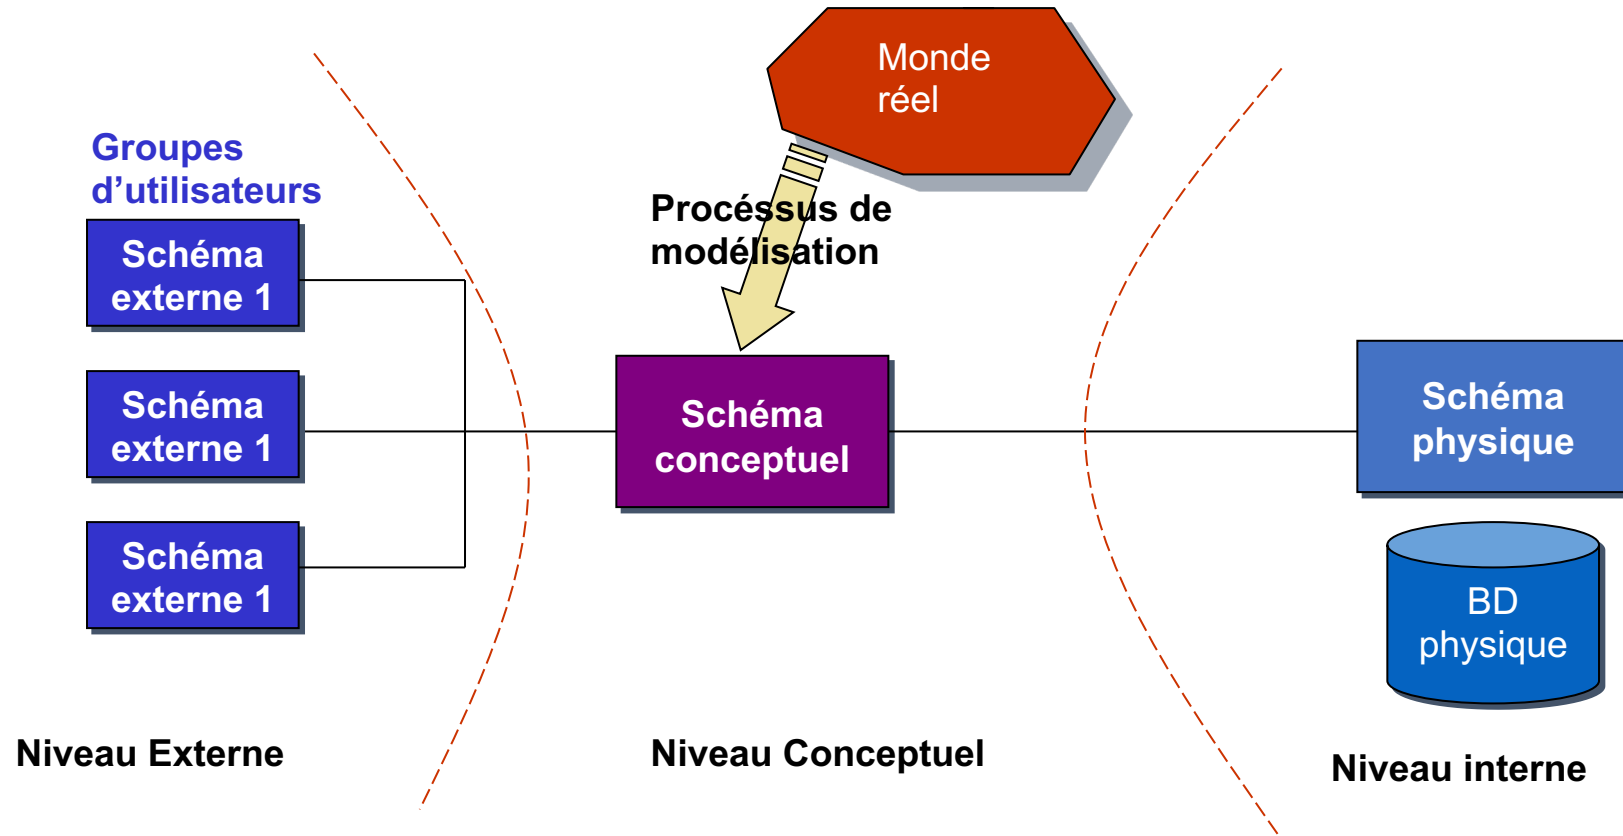 Monde
réel
Groupes
d’utilisateurs
Procéssus de
modélisation
Schéma
externe 1
Schéma
externe 1
Schéma
externe 1
Schéma
conceptuel
Schéma
physique
BD
physique
Niveau Externe
Niveau Conceptuel
Niveau interne